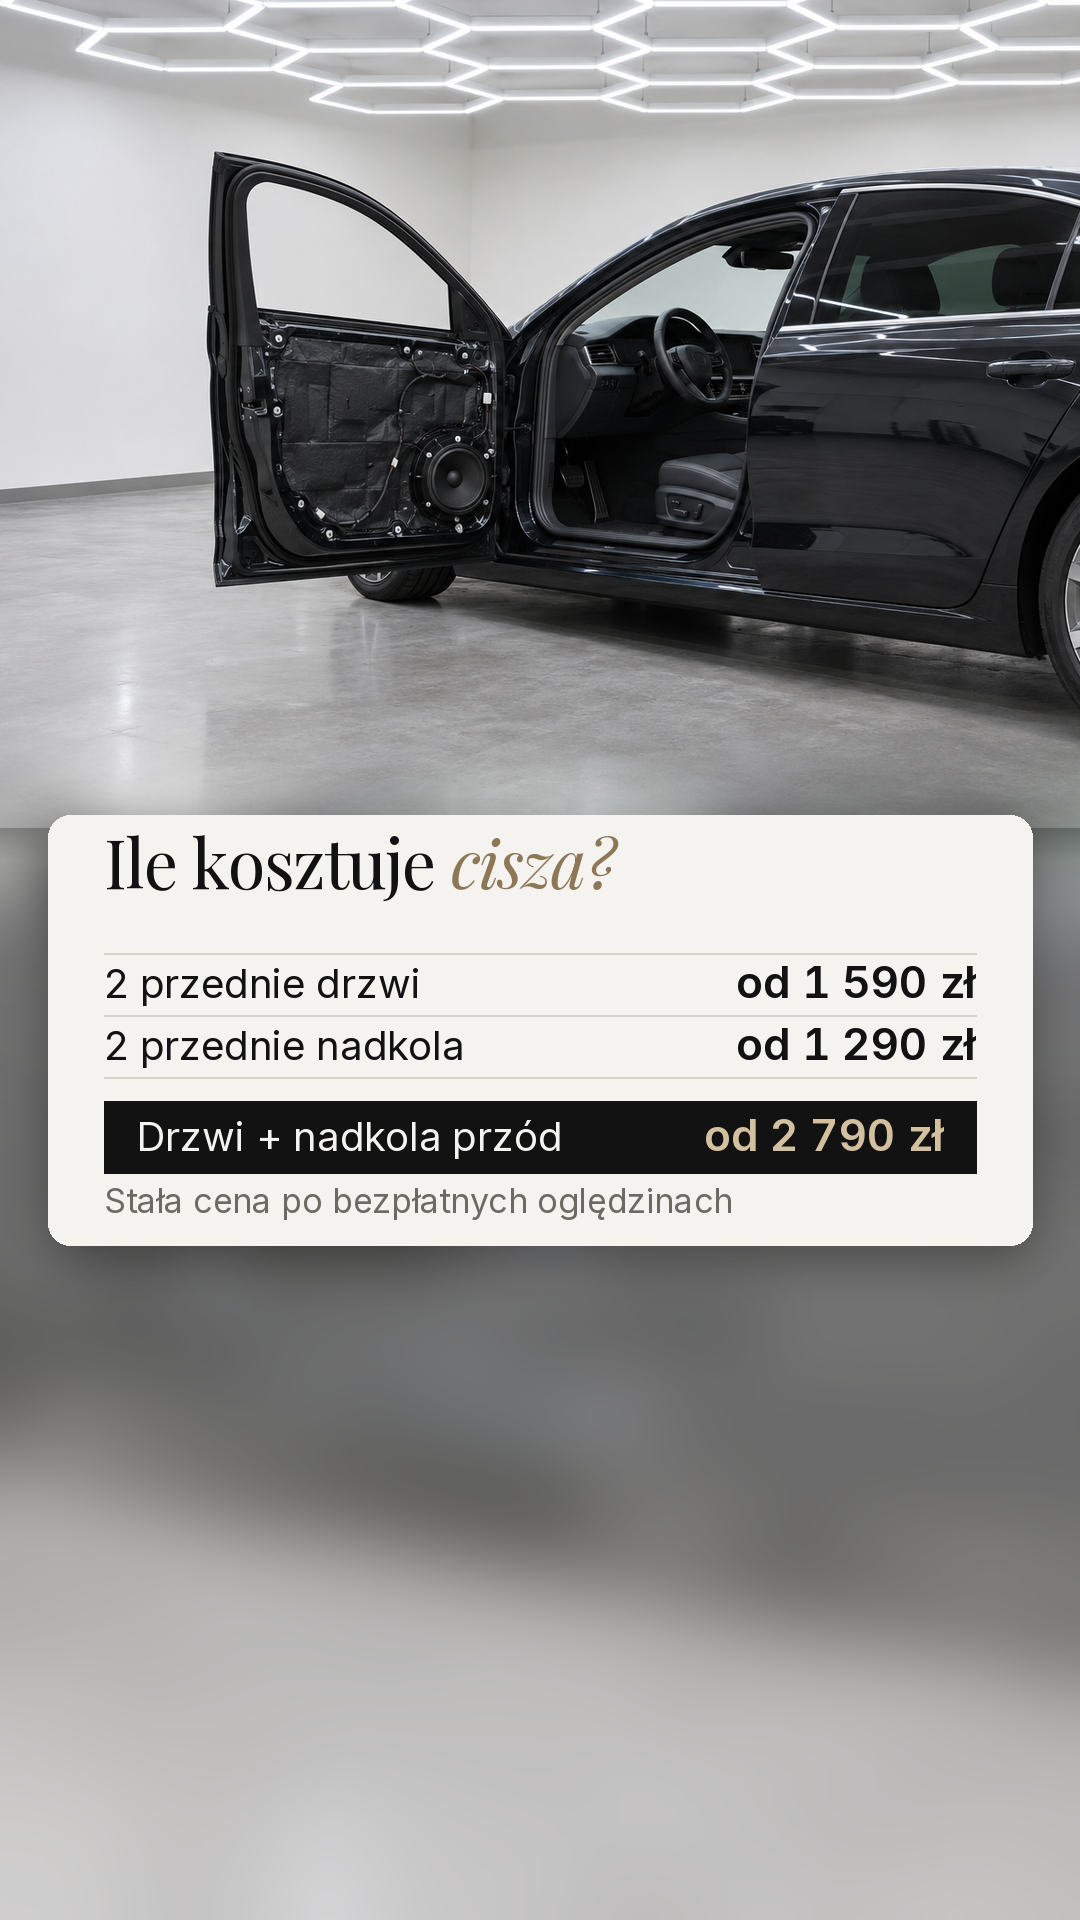 Ile kosztuje cisza?
2 przednie drzwi od 1 590 zł
2 przednie nadkola od 1 290 zł
Drzwi + nadkola przód od 2 790 zł
Stała cena po bezpłatnych oględzinach